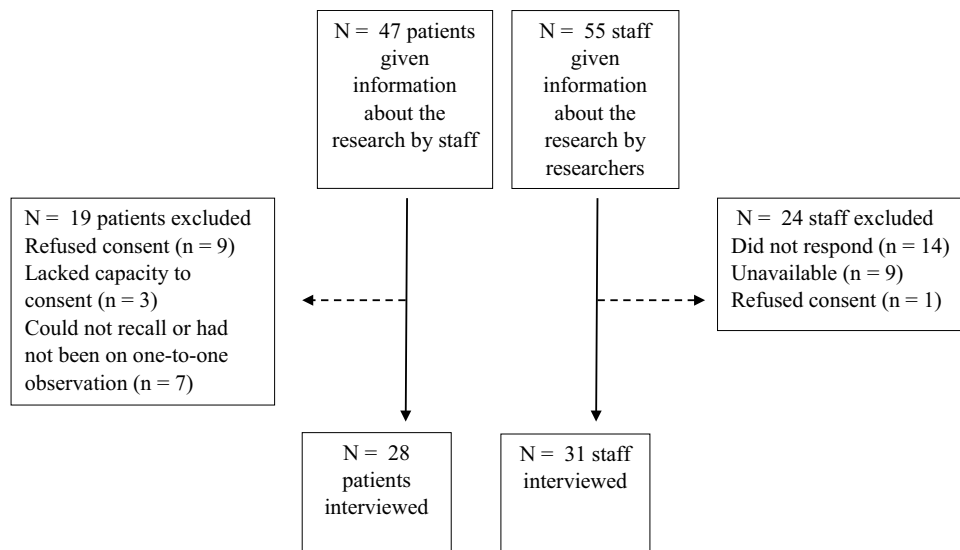 N = 47 patients
given
information
about the
research by staff
N = 55 staff
given
information
about the
research by
researchers
N = 19 patients excluded
Refused consent (n = 9)
Lacked capacity to
consent (n = 3)
Could not recall or had
not been on one-to-one
observation (n = 7)
N = 24 staff excluded
Did not respond (n = 14)
Unavailable (n = 9)
Refused consent (n = 1)
N = 28
patients
interviewed
N = 31 staff
interviewed